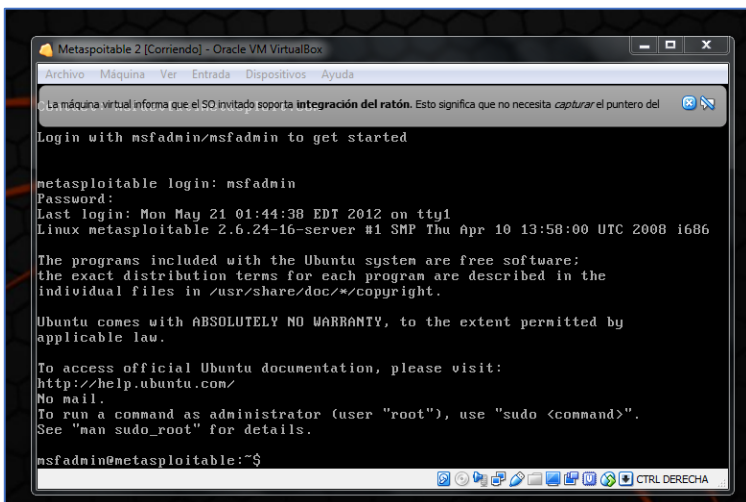 Metaspoitable 2 [Corriendo] - Oracle VM VirtualBox
Archivo Máquina Ver Entrada Dispositivos Ayuda
La máquina virtual informa que el SO invitado soporta integración del ratón. Esto significa que no necesita capturar el puntero del
Login with msfadmin/msfadmin to get started
metasploitable login: msfadmin
Password:
Last login: Mon May 21 01:44:38 EDT 2012 on tty1
Linux metasploitable 2.6.24-16-server #1 SMP Thu Apr 10 13:58:00 UTC 2008 i686
The programs included with the Ubuntu system are free software;
the exact distribution terms for each program are described in the
individual files in /usr/share/doc/*/copyright.
Ubuntu comes with ABSOLUTELY NO WARRANTY, to the extent permitted by
applicable law.
To access official Ubuntu documentation, please visit:
http://help.ubuntu.com/
No mail.
To run a command as administrator (user "root"), use "sudo <command>".
See "man sudo_root" for details.
msfadmin@metasploitable:~$
CTRL DERECHA